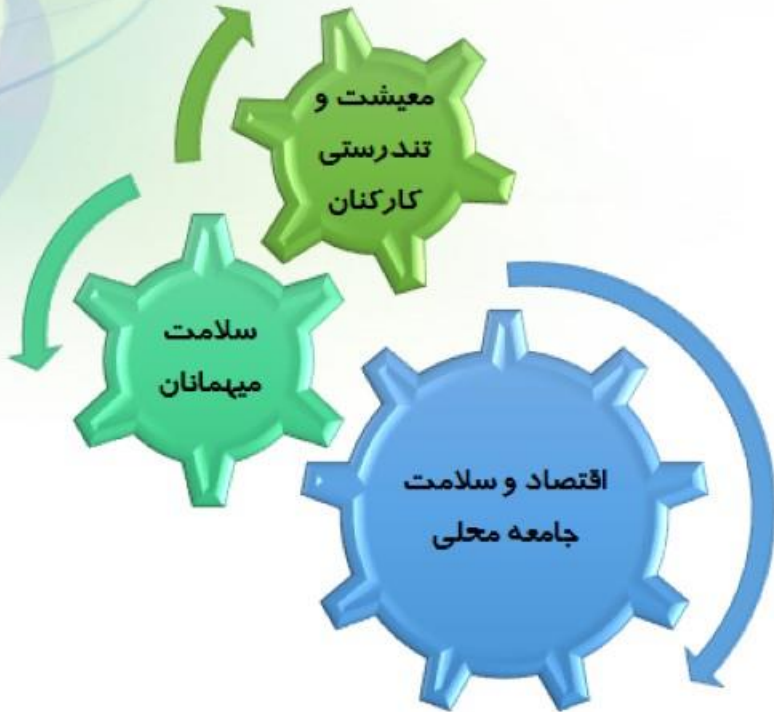 معیشت و
تندرستی
کارکنان
سلامت
میهمانان
اقتصاد و سلامت
جامعه محلی